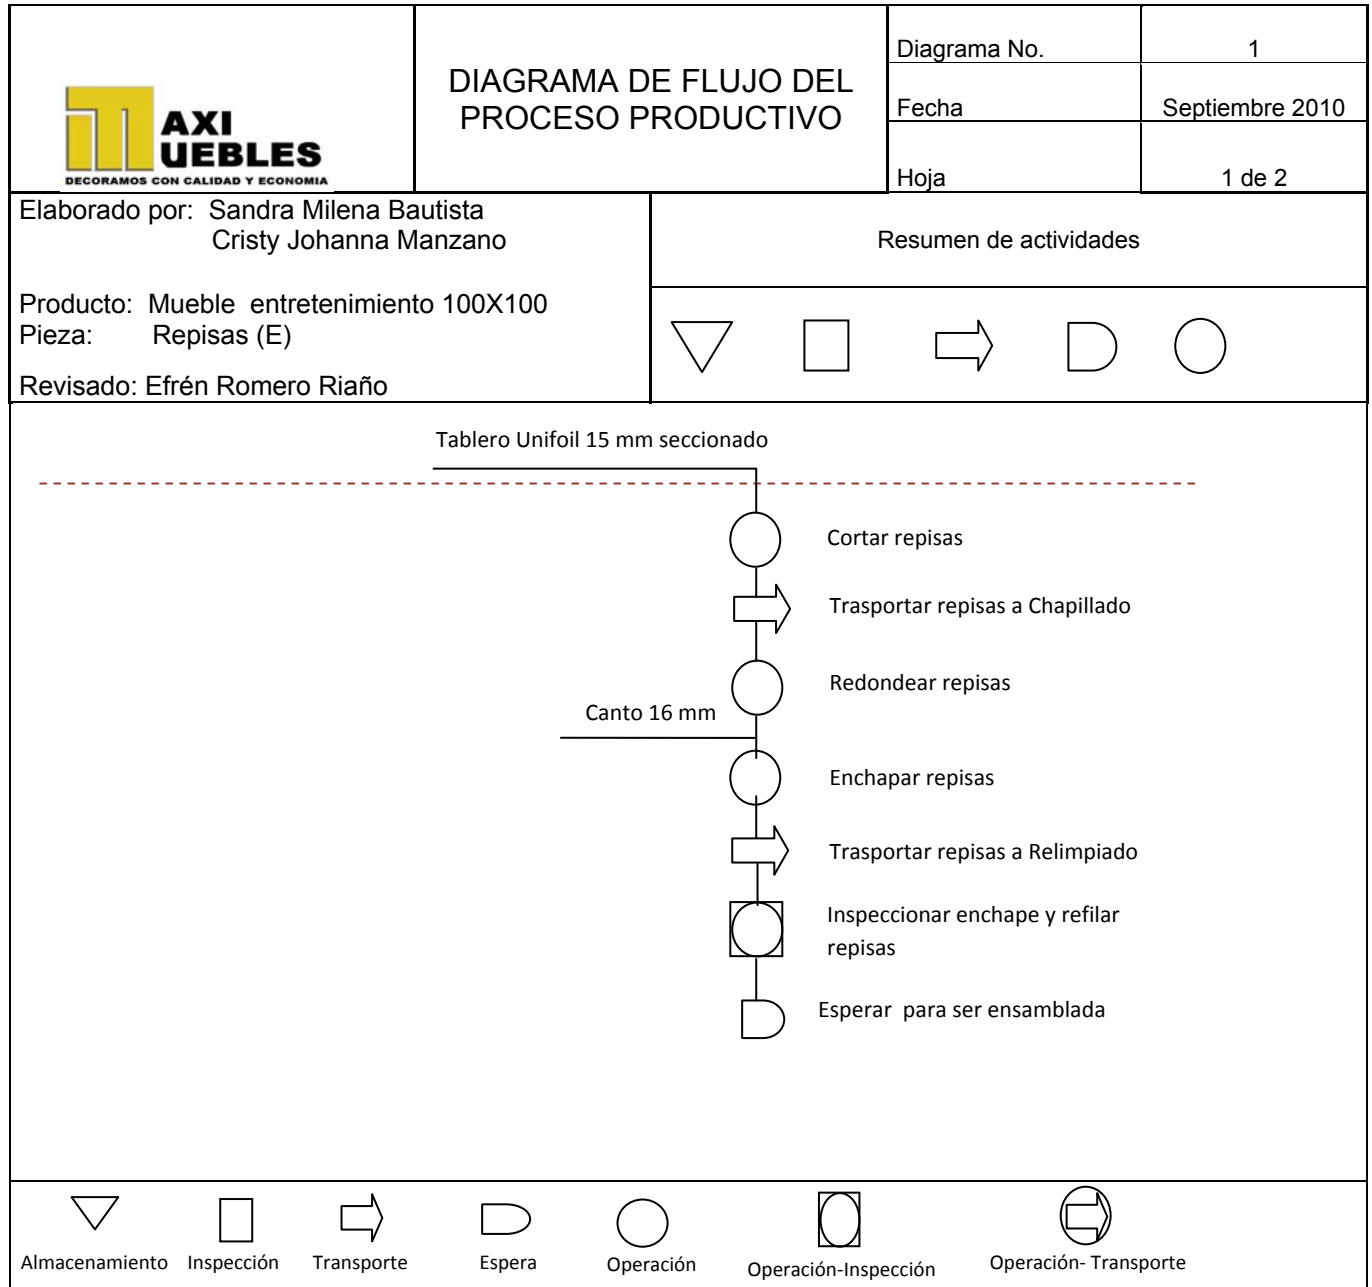 AXI
UEBLES
DECORAMOS CON CALIDAD Y ECONOMIA
DIAGRAMA DE FLUJO DEL
PROCESO PRODUCTIVO
Diagrama No. 1
Fecha Septiembre 2010
Hoja 1 de 2
Elaborado por: Sandra Milena Bautista
Cristy Johanna Manzano
Producto: Mueble entretenimiento 100X100
Pieza: Repisas (E)
Revisado: Efrén Romero Riaño
Resumen de actividades
Tablero Unifoil 15 mm seccionado
Cortar repisas
Trasportar repisas a Chapillado
Redondear repisas
Canto 16 mm
Enchapar repisas
Trasportar repisas a Relimpiado
Inspeccionar enchape y refilar
repisas
Esperar para ser ensamblada
Almacenamiento Inspección Transporte Espera Operación Operación-Inspección Operación- Transporte